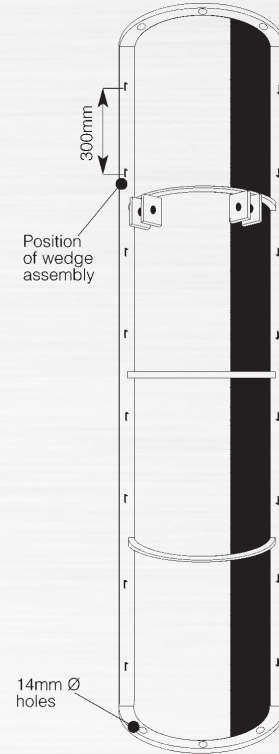 300mm
Position
of wedge
assembly
14mm Ø
holes